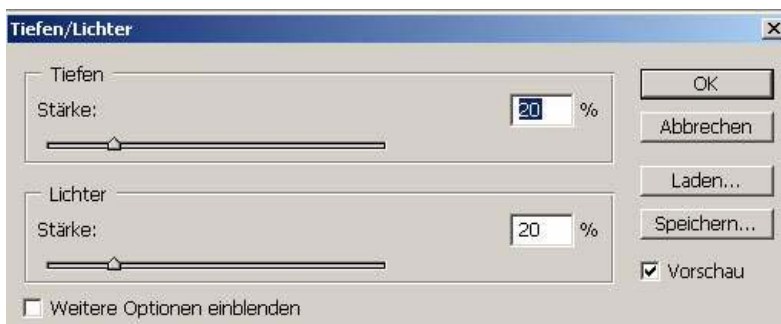 Tiefen/Lichter
Tiefen
Stärke:
20 %
Lichter
Stärke:
20 %
Weitere Optionen einblenden
OK
Abbrechen
Laden...
Speichern...
Vorschau